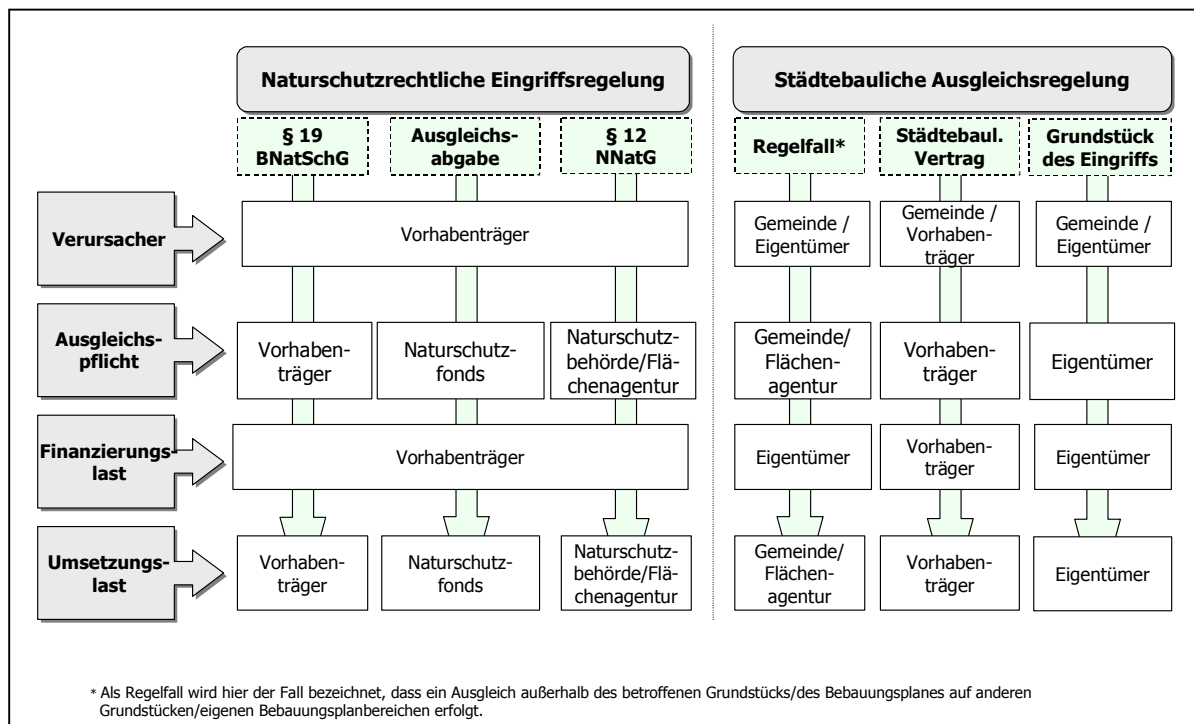 Naturschutzrechtliche Eingriffsregelung
Städtebauliche Ausgleichsregelung
§ 19
BNatSchG
Ausgleichs-
abgabe
§ 12
NNatG
Regelfall*
Städtebaul.
Vertrag
Grundstück
des Eingriffs
Verursacher
Vorhabenträger
Gemeinde /
Eigentümer
Gemeinde /
Vorhaben-
träger
Gemeinde /
Eigentümer
Ausgleichs-
pflicht
Vorhaben-
träger
Naturschutz-
fonds
Naturschutz-
behörde/Flä-
chenagentur
Gemeinde/
Flächen-
agentur
Vorhaben-
träger
Eigentümer
Finanzierungs-
last
Vorhabenträger
Eigentümer
Vorhaben-
träger
Eigentümer
Umsetzungs-
last
Vorhaben-
träger
Naturschutz-
fonds
Naturschutz-
behörde/Flä-
chenagentur
Gemeinde/
Flächen-
agentur
Vorhaben-
träger
Eigentümer
* Als Regelfall wird hier der Fall bezeichnet, dass ein Ausgleich außerhalb des betroffenen Grundstücks/des Bebauungsplanes auf anderen
Grundstücken/eigenen Bebauungsplanbereichen erfolgt.